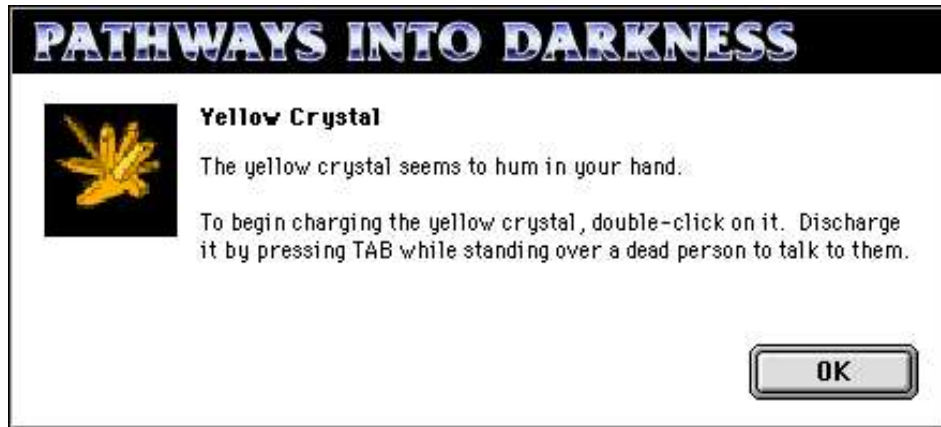 PATHWAYS INTO DARKNESS
Yellow Crystal
The yellow crystal seems to hum in your hand.
To begin charging the yellow crystal, double-click on it. Discharge
it by pressing TAB while standing over a dead person to talk to them.
OK